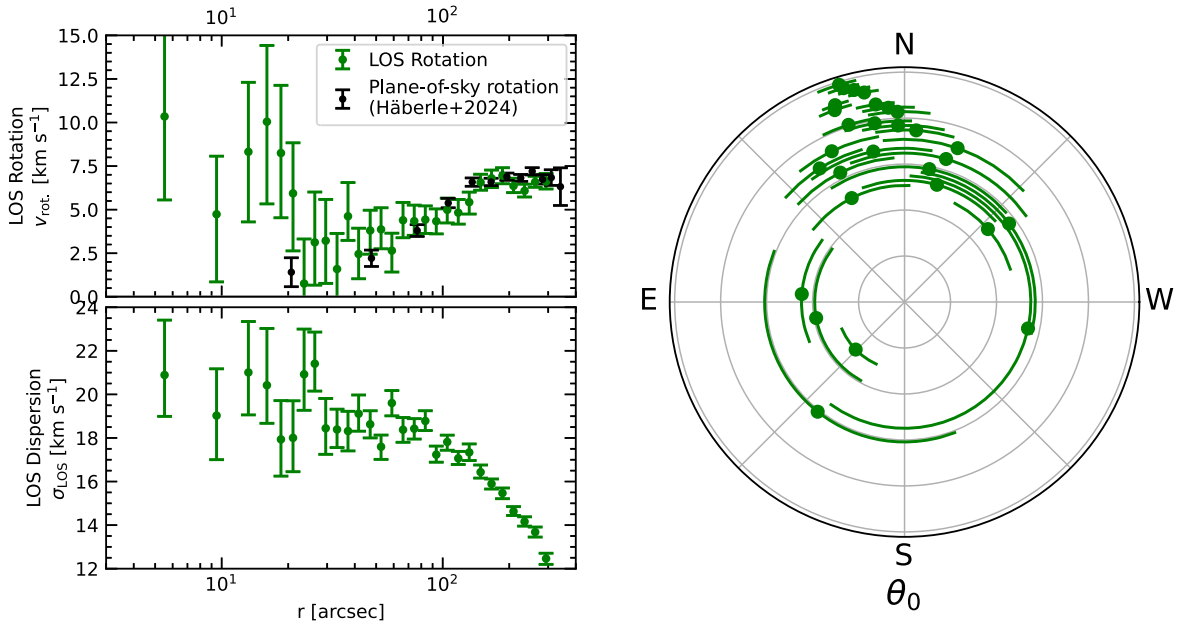 10¹ 10²
15.0
12.5
10.0
7.5
5.0
2.5
0.0
LOS Rotation
v_rot. [km s⁻¹]
LOS Rotation
Plane-of-sky rotation
(Häberle+2024)
24
22
20
18
16
14
12
LOS Dispersion
σ_LOS [km s⁻¹]
10¹ 10²
r [arcsec]
N
E W
S
θ₀